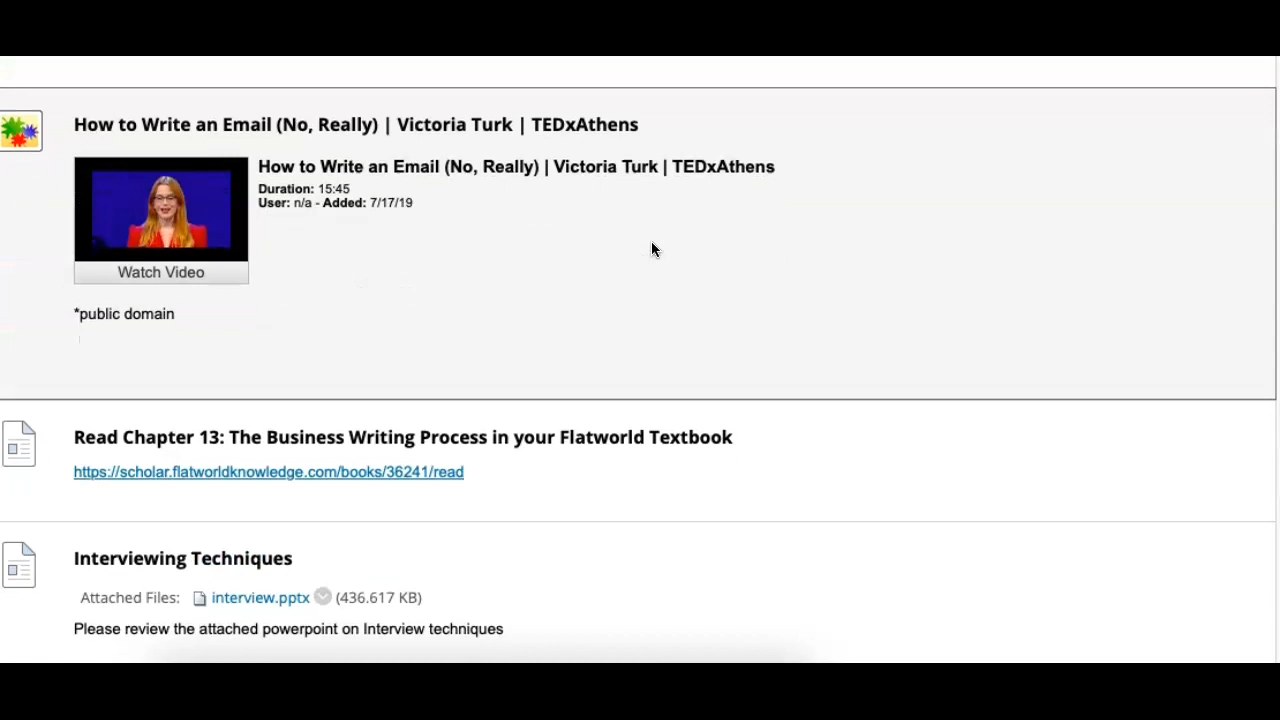 How to Write an Email (No, Really) | Victoria Turk | TEDxAthens
How to Write an Email (No, Really) | Victoria Turk | TEDxAthens
Duration: 15:45
User: n/a - Added: 7/17/19
Watch Video
*public domain
Read Chapter 13: The Business Writing Process in your Flatworld Textbook
https://scholar.flatworldknowledge.com/books/36241/read
Interviewing Techniques
Attached Files: interview.pptx (436.617 KB)
Please review the attached powerpoint on Interview techniques